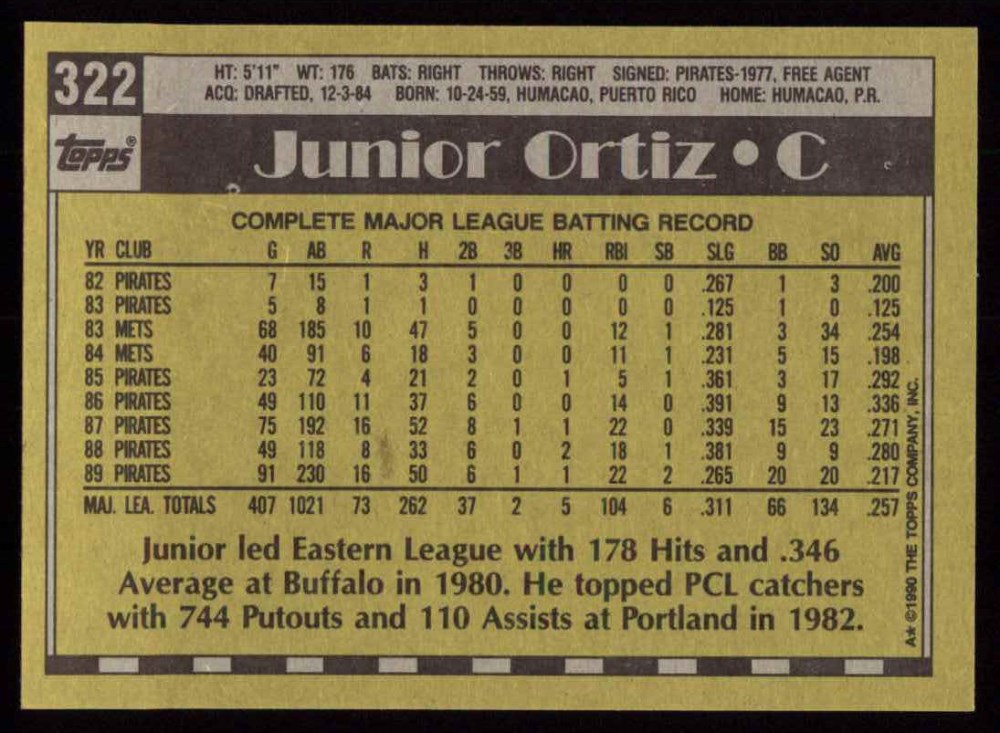 322
HT: 5'11" WT: 176 BATS: RIGHT THROWS: RIGHT SIGNED: PIRATES-1977, FREE AGENT
ACQ: DRAFTED, 12-3-84 BORN: 10-24-59, HUMACAO, PUERTO RICO HOME: HUMACAO, P.R.
topps®
Junior Ortiz • C
COMPLETE MAJOR LEAGUE BATTING RECORD
YR CLUB G AB R H 2B 3B HR RBI SB SLG BB SO AVG
82 PIRATES 7 15 1 3 1 0 0 0 0 .267 1 3 .200
83 PIRATES 5 8 1 1 0 0 0 0 0 .125 1 0 .125
83 METS 68 185 10 47 5 0 0 12 1 .281 3 34 .254
84 METS 40 91 6 18 3 0 0 11 1 .231 5 15 .198
85 PIRATES 23 72 4 21 2 0 1 5 1 .361 3 17 .292
86 PIRATES 49 110 11 37 6 0 0 14 0 .391 9 13 .336
87 PIRATES 75 192 16 52 8 1 1 22 0 .339 15 23 .271
88 PIRATES 49 118 8 33 6 0 2 18 1 .381 9 9 .280
89 PIRATES 91 230 16 50 6 1 1 22 2 .265 20 20 .217
MAJ. LEA. TOTALS 407 1021 73 262 37 2 5 104 6 .311 66 134 .257
Junior led Eastern League with 178 Hits and .346
Average at Buffalo in 1980. He topped PCL catchers
with 744 Putouts and 110 Assists at Portland in 1982.
A* ©1990 THE TOPPS COMPANY, INC.